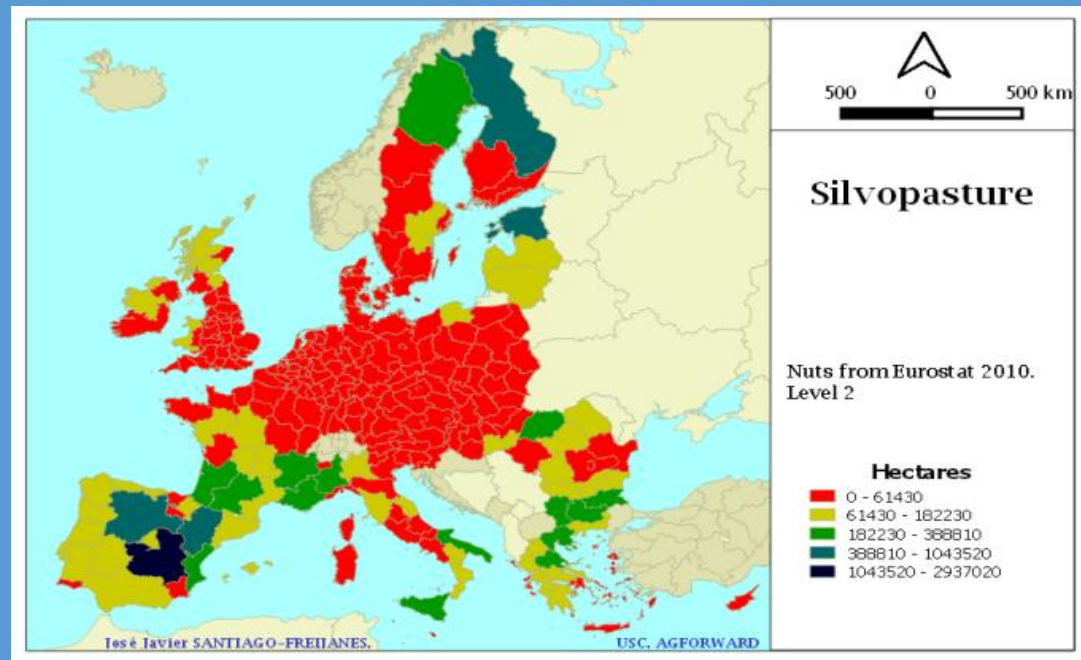 500 0 500 km
Silvopasture
Nuts from Eurostat 2010.
Level 2
Hectares
0 - 61430
61430 - 182230
182230 - 388810
388810 - 1043520
1043520 - 2937020
José Javier SANTIAGO-FREIJANES.
USC. AGFORWARD